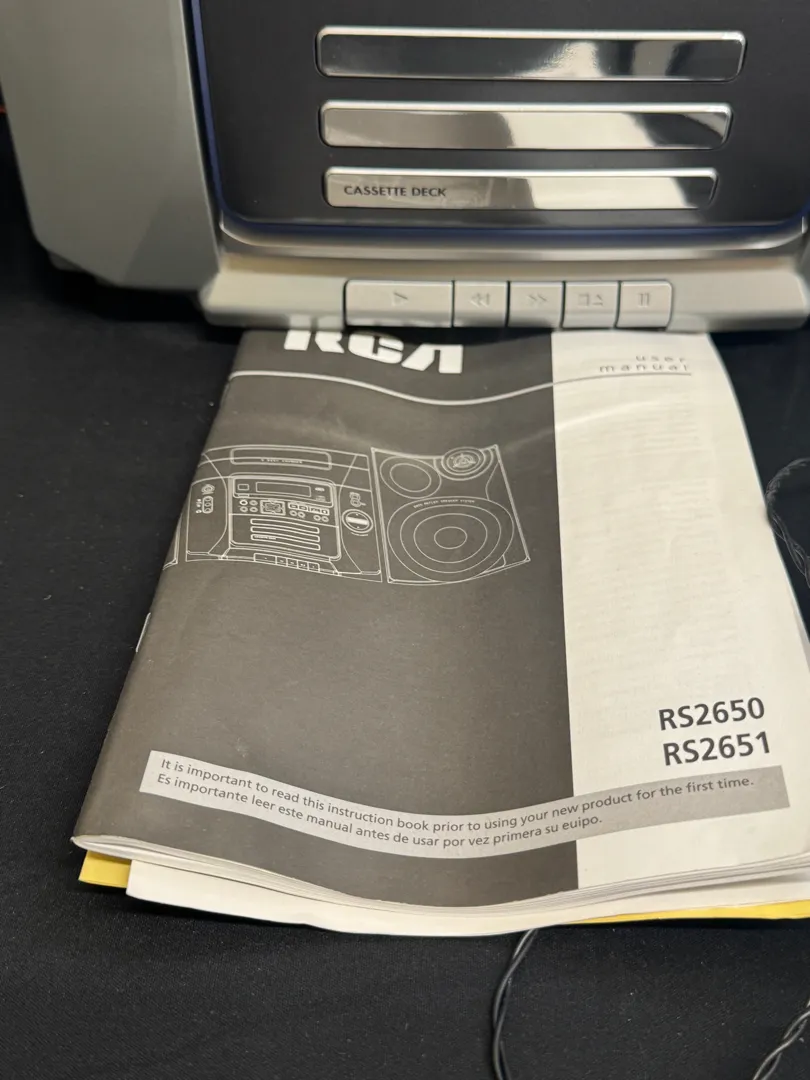 CASSETTE DECK
RCA
user
manual
RS2650
RS2651
It is important to read this instruction book prior to using your new product for the first time.
Es importante leer este manual antes de usar por vez primera su euipo.